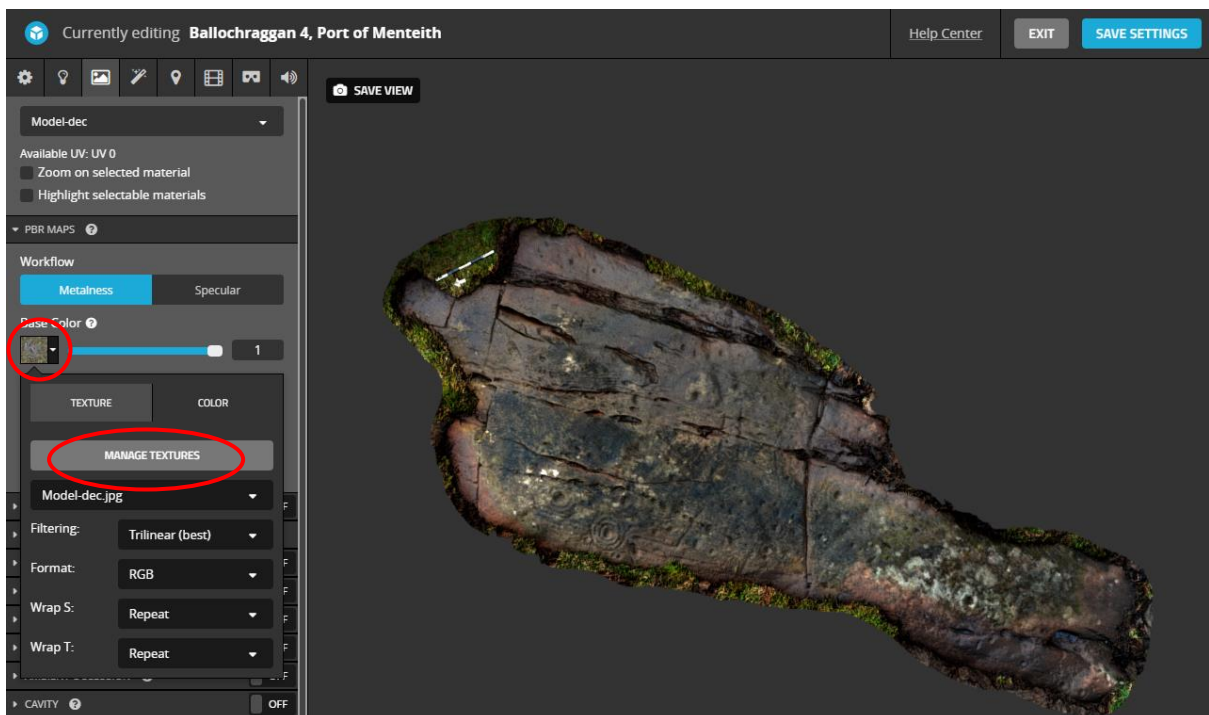 Currently editing Ballochraggan 4, Port of Menteith
Help Center
EXIT
SAVE SETTINGS
SAVE VIEW
Model-dec
Available UV: UV 0
Zoom on selected material
Highlight selectable materials
PBR MAPS ?
Workflow
Metalness Specular
Base Color ?
1
TEXTURE COLOR
MANAGE TEXTURES
Model-dec.jpg
Filtering: Trilinear (best)
Format: RGB
Wrap S: Repeat
Wrap T: Repeat
CAVITY ? OFF